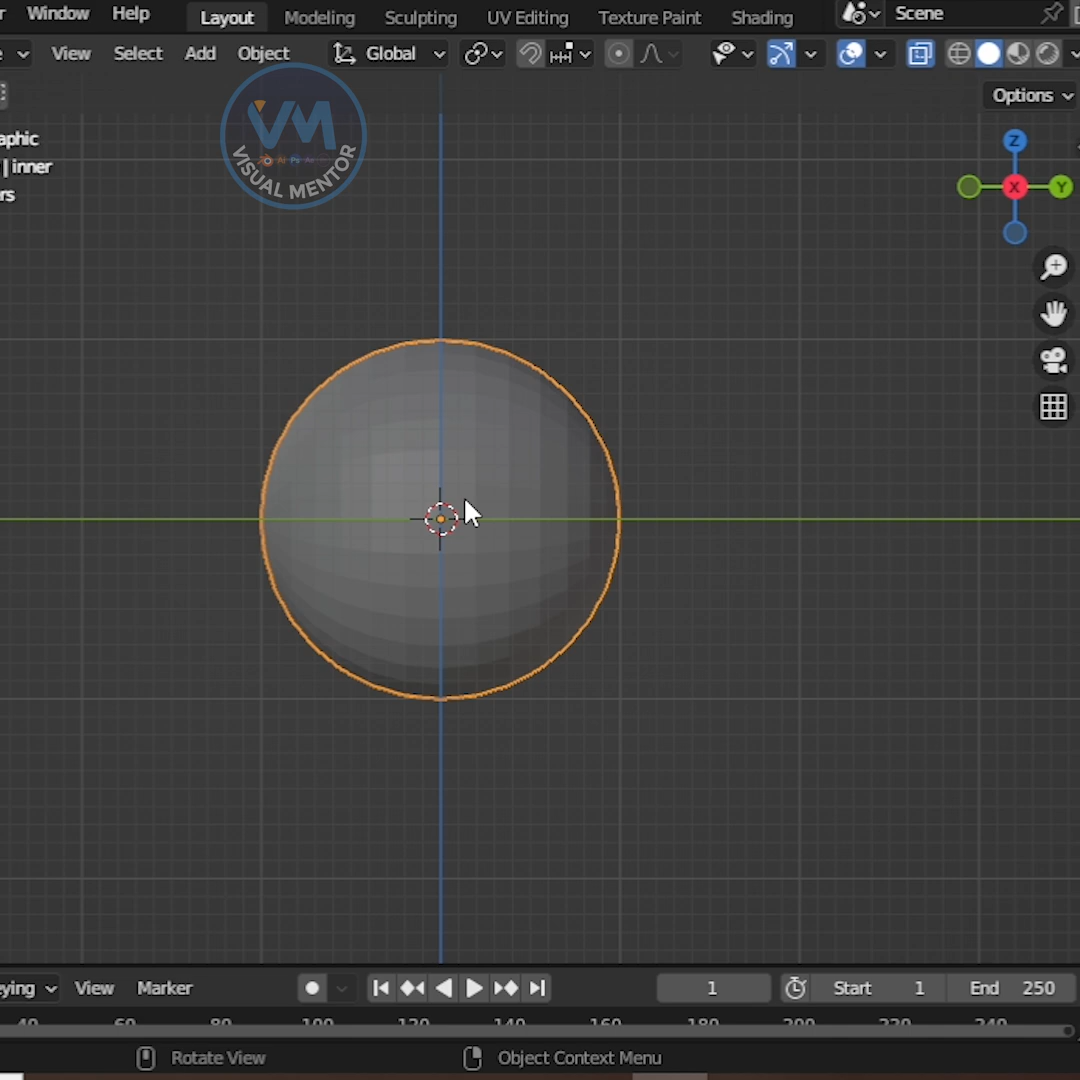 Window Help Layout Modeling Sculpting UV Editing Texture Paint Shading Scene
View Select Add Object Global
Options
aphic
| inner
rs
VM
VISUAL MENTOR
Z
X Y
eying View Marker 1 Start 1 End 250
40 60 80 100 120 140 160 180 200 220 240
Rotate View Object Context Menu